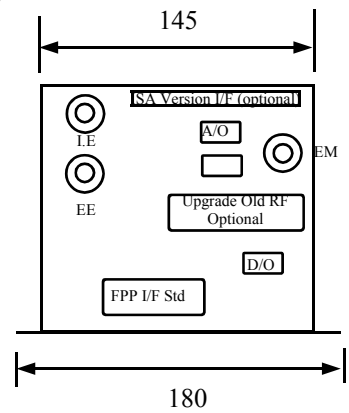 145
ISA Version I/F (optional)
I.E
A/O
EM
EE
Upgrade Old RF
Optional
D/O
FPP I/F Std
180